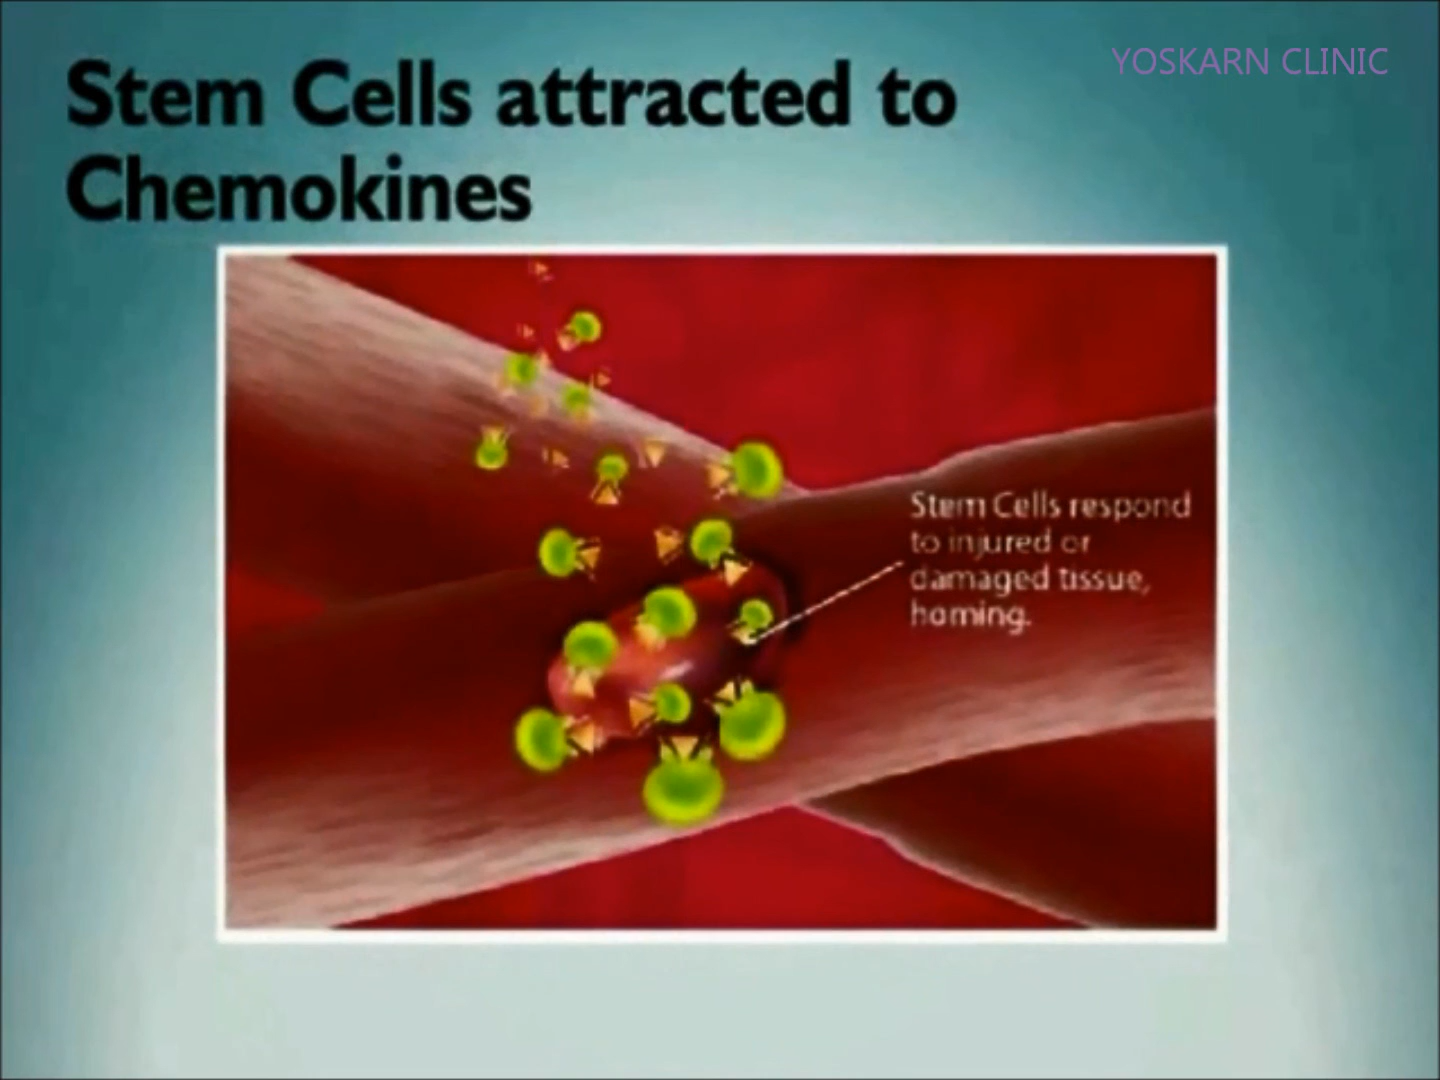 YOSKARN CLINIC
Stem Cells attracted to
Chemokines
Stem Cells respond
to injured or
damaged tissue,
homing.